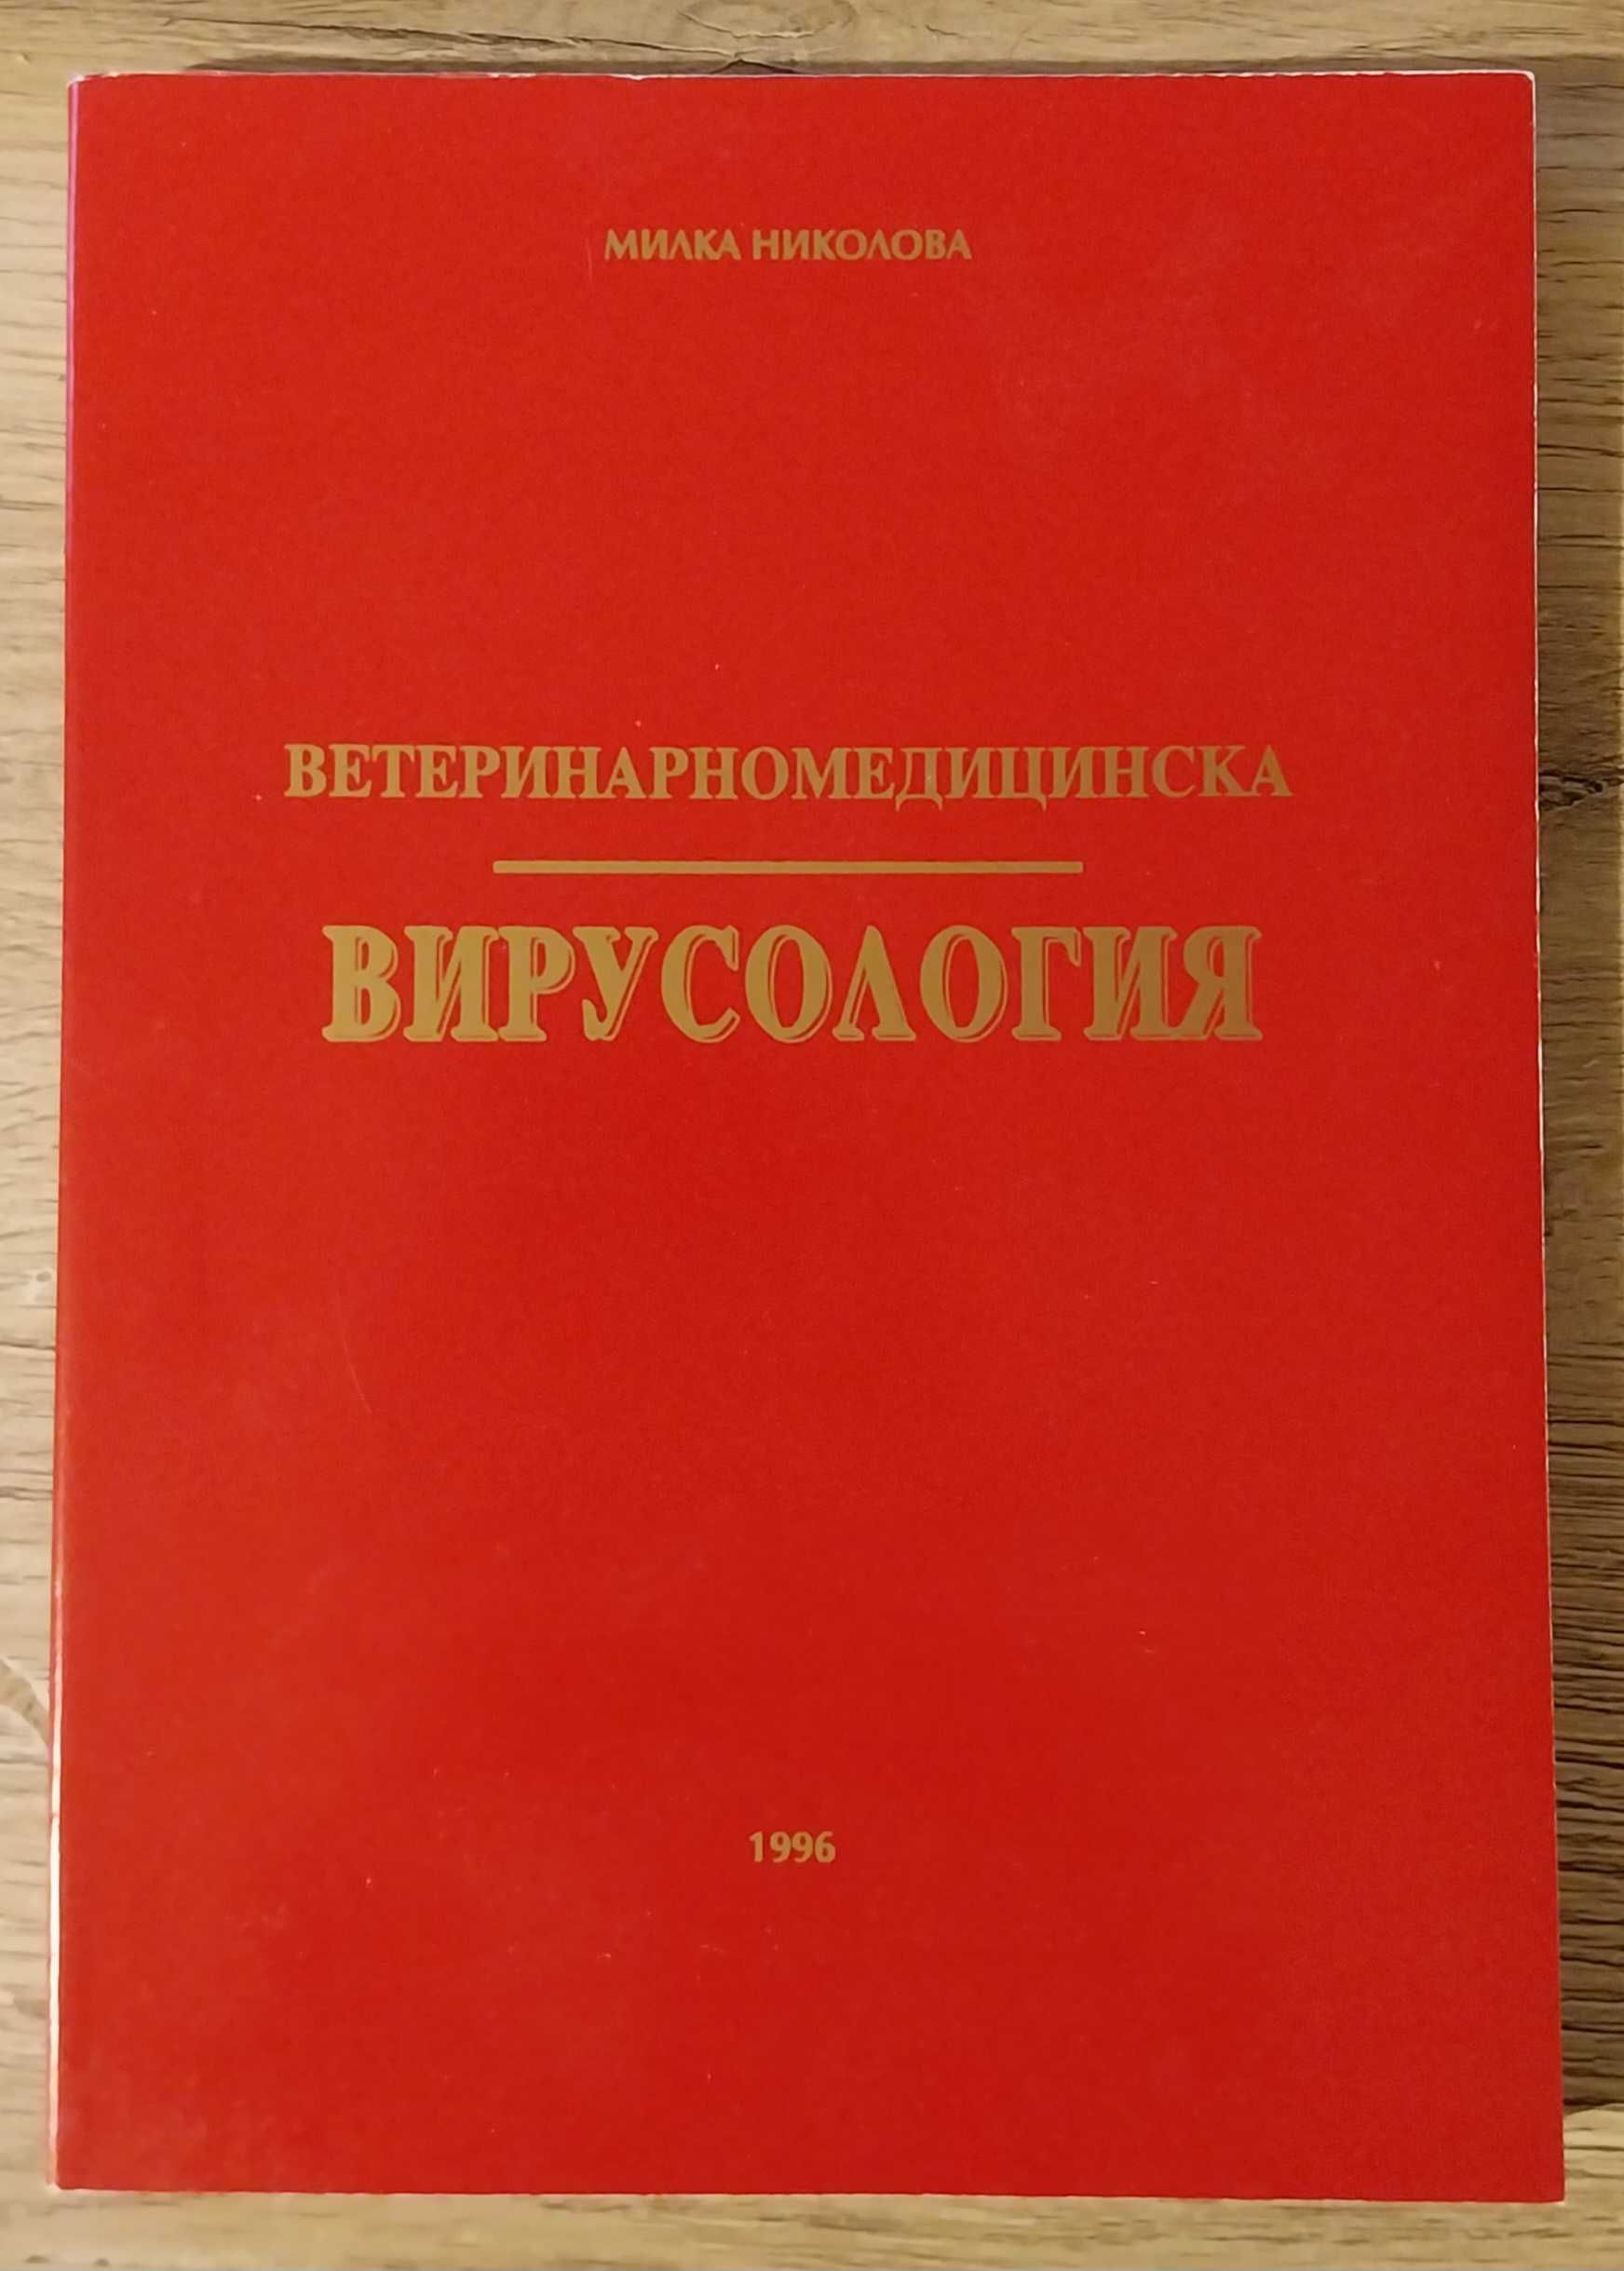 МИЛКА НИКОЛОВА
ВЕТЕРИНАРНОМЕДИЦИНСКА
ВИРУСОЛОГИЯ
1996